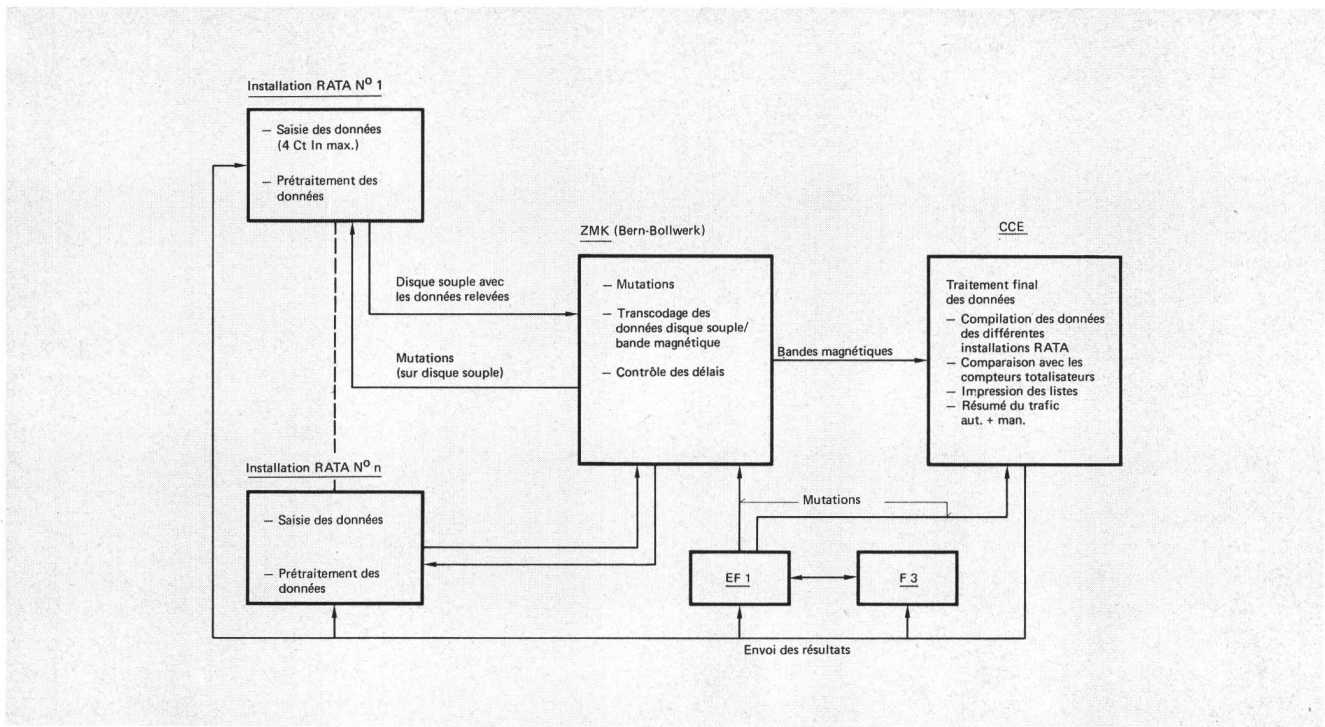 Installation RATA Nº 1
– Saisie des données
(4 Ct In max.)
– Prétraitement des
données
Disque souple avec
les données relevées
Mutations
(sur disque souple)
Installation RATA Nº n
– Saisie des données
– Prétraitement des
données
ZMK (Bern-Bollwerk)
– Mutations
– Transcodage des
données disque souple/
bande magnétique
– Contrôle des délais
Bandes magnétiques
CCE
Traitement final
des données
– Compilation des données
des différentes
installations RATA
– Comparaison avec les
compteurs totalisateurs
– Impression des listes
– Résumé du trafic
aut. + man.
Mutations
EF 1
F 3
Envoi des résultats